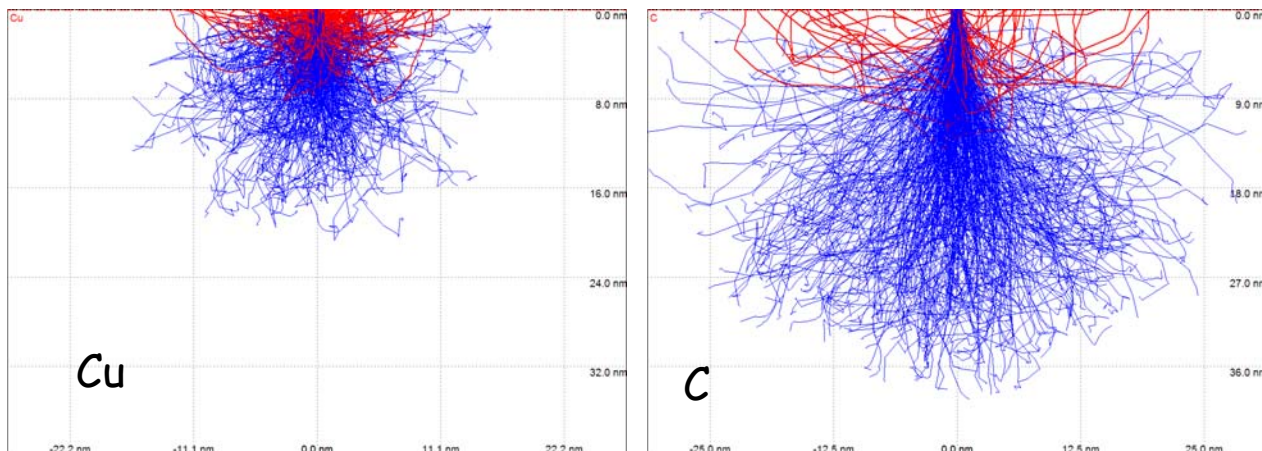 Cu
0.0 nm
8.0 nm
16.0 nm
24.0 nm
32.0 nm
Cu
-22.2 nm
-11.1 nm
0.0 nm
11.1 nm
22.2 nm
C
0.0 nm
9.0 nm
18.0 nm
27.0 nm
36.0 nm
C
-25.0 nm
-12.5 nm
0.0 nm
12.5 nm
25.0 nm